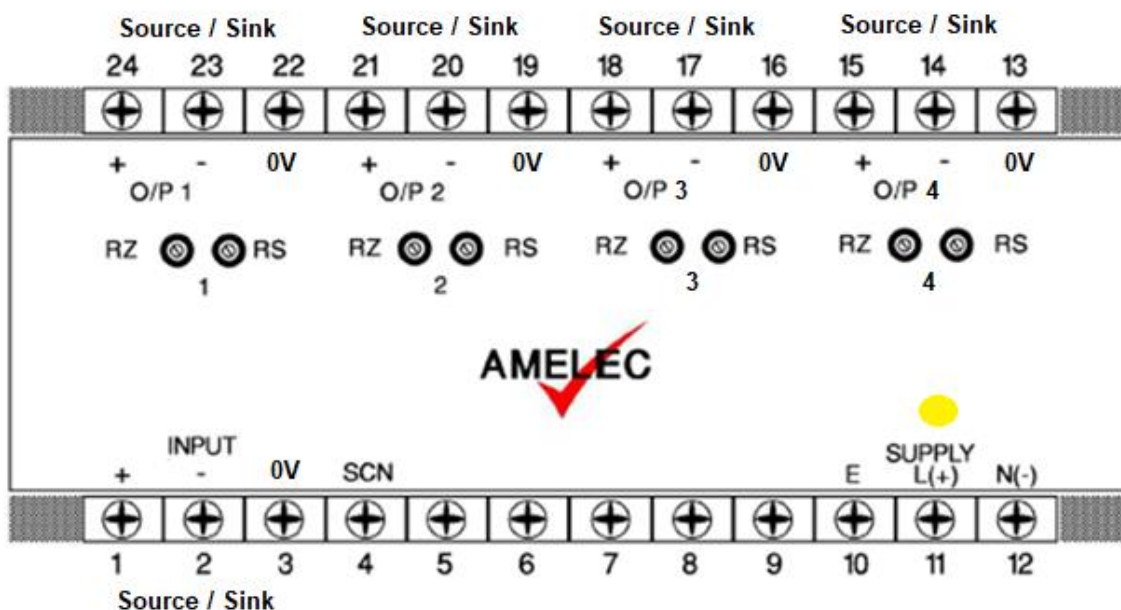 Source / Sink Source / Sink Source / Sink Source / Sink
24 23 22 21 20 19 18 17 16 15 14 13
+ - 0V + - 0V + - 0V + - 0V
O/P 1 O/P 2 O/P 3 O/P 4
RZ RS RZ RS RZ RS RZ RS
1 2 3 4
AMELEC
INPUT SUPPLY
+ - 0V SCN E L(+) N(-)
1 2 3 4 5 6 7 8 9 10 11 12
Source / Sink